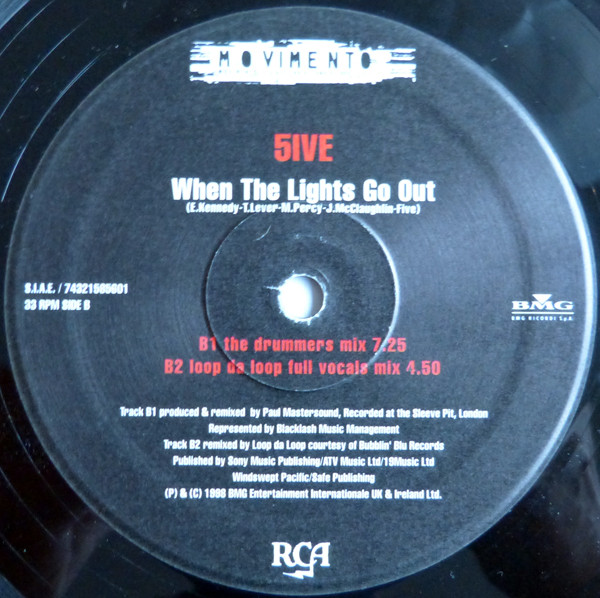 MOVIMENTO
5IVE
When The Lights Go Out
(E.Kennedy-T.Lever-M.Percy-J.McClaughlin-Five)
S.I.A.E. / 74321565601
33 RPM SIDE B
BMG
BMG RICORDI S.p.A.
B1 the drummers mix 7.25
B2 loop da loop full vocals mix 4.50
Track B1 produced & remixed by Paul Mastersound, Recorded at the Sleeve Pit, London
Represented by Blacklash Music Management
Track B2 remixed by Loop da Loop courtesy of Bubblin' Blu Records
Published by Sony Music Publishing/ATV Music Ltd/19Music Ltd
Windswept Pacific/Safe Publishing
(P) & (C) 1998 BMG Entertainment Internationale UK & Ireland Ltd.
RCA